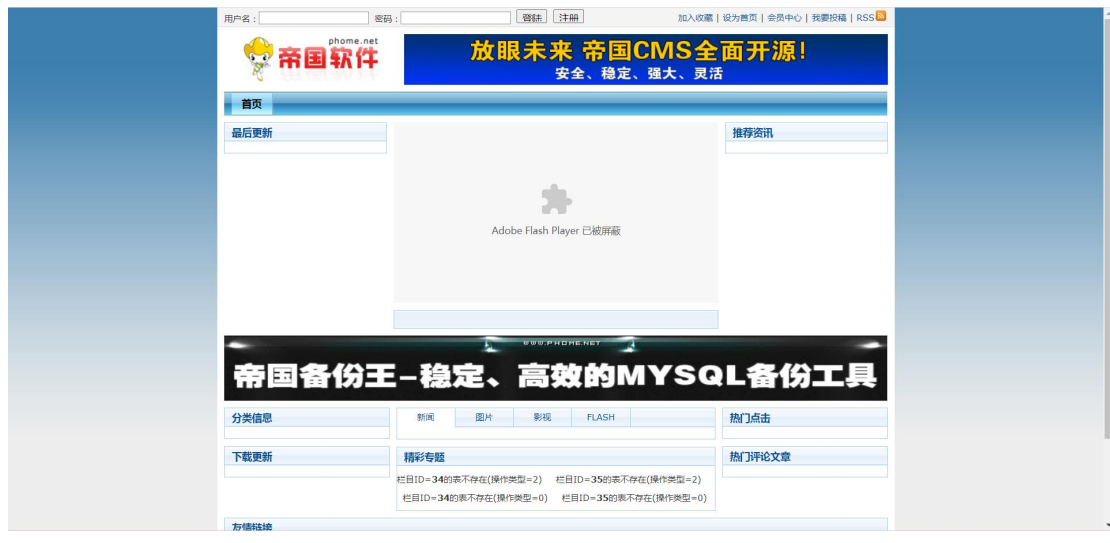 用户名： 密码： 登陆 注册 加入收藏 | 设为首页 | 会员中心 | 我要投稿 | RSS
phome.net
帝国软件
放眼未来 帝国CMS全面开源！
安全、稳定、强大、灵活
首页
最后更新
推荐资讯
Adobe Flash Player 已被屏蔽
WWW.PHOME.NET
帝国备份王-稳定、高效的MYSQL备份工具
分类信息
新闻 图片 影视 FLASH
热门点击
下载更新
精彩专题
热门评论文章
栏目ID=34的表不存在(操作类型=2) 栏目ID=35的表不存在(操作类型=2)
栏目ID=34的表不存在(操作类型=0) 栏目ID=35的表不存在(操作类型=0)
友情链接